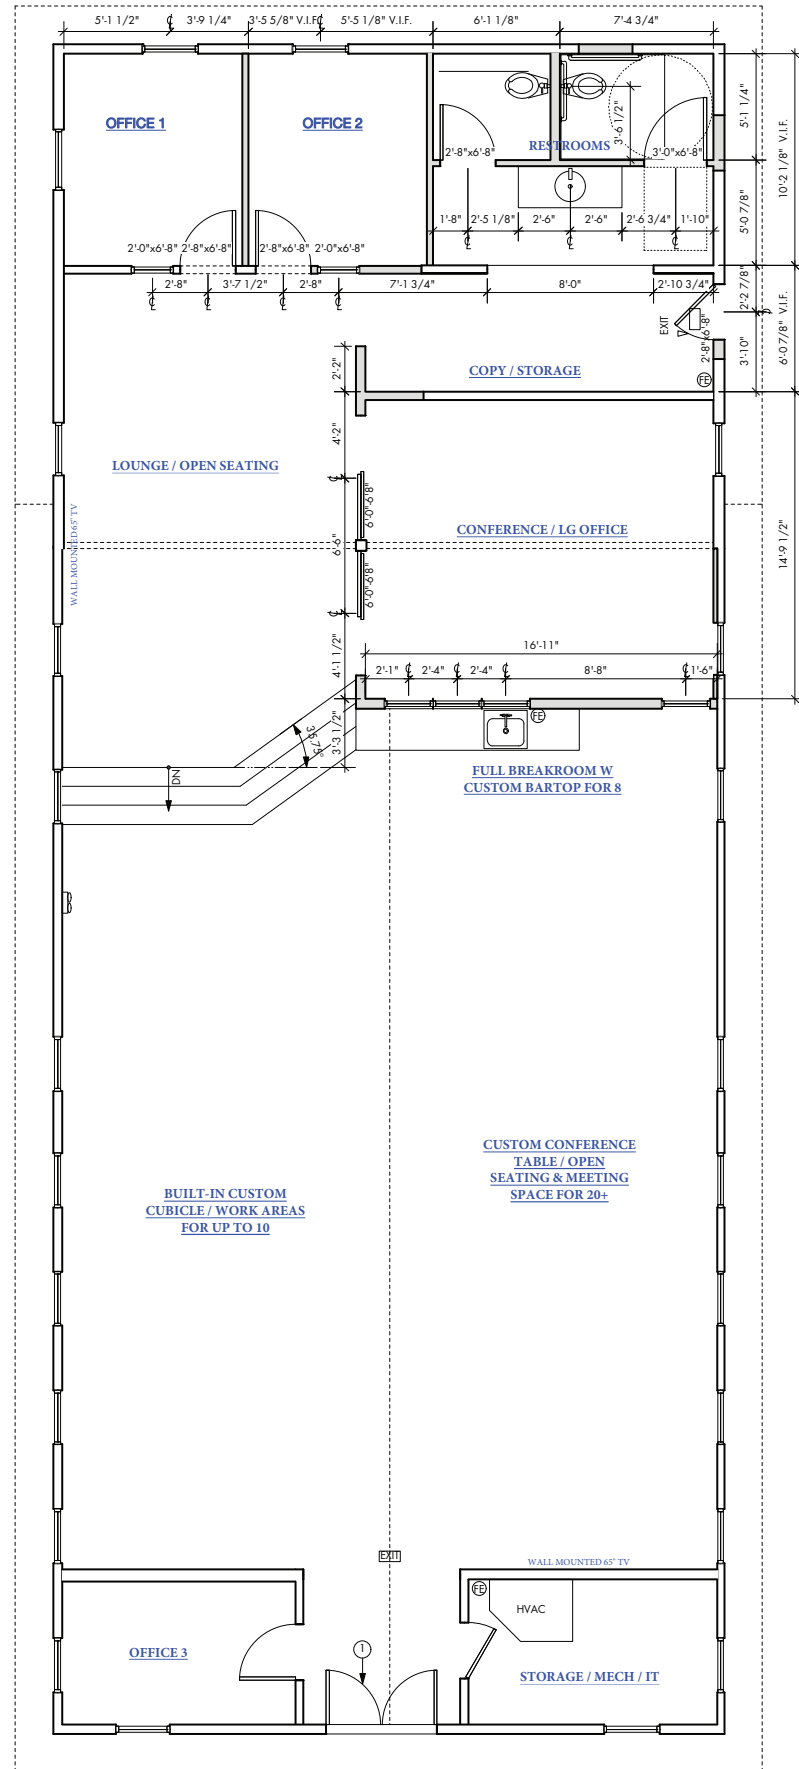 5'-1 1/2"
3'-9 1/4"
3'-5 5/8" V.I.F.
5'-5 1/8" V.I.F.
6'-1 1/8"
7'-4 3/4"
OFFICE 1
OFFICE 2
RESTROOMS
5'-1 1/4"
10'-2 1/8" V.I.F.
3'-6 1/2"
2'-8"x6'-8"
3'-0"x6'-8"
5'-0 7/8"
1'-8"
2'-5 1/8"
2'-6"
2'-6"
2'-6 3/4"
1'-10"
2'-0"x6'-8"
2'-8"x6'-8"
2'-8"x6'-8"
2'-0"x6'-8"
2'-8"
3'-7 1/2"
2'-8"
7'-1 3/4"
8'-0"
2'-10 3/4"
2'-2 7/8"
6'-0 7/8" V.I.F.
EXIT
2'-8"x6'-8"
3'-10"
2'-2"
COPY / STORAGE
FE
4'-2"
LOUNGE / OPEN SEATING
6'-0"-6'-8"
CONFERENCE / LG OFFICE
WALL MOUNTED 65" TV
6'-6"
6'-0"-6'-8"
14'-9 1/2"
16'-11"
4'-1 1/2"
2'-1"
2'-4"
2'-4"
8'-8"
1'-6"
3'-3 1/2"
35.75°
FE
DN
FULL BREAKROOM W
CUSTOM BARTOP FOR 8
CUSTOM CONFERENCE
TABLE / OPEN
SEATING & MEETING
SPACE FOR 20+
BUILT-IN CUSTOM
CUBICLE / WORK AREAS
FOR UP TO 10
EXIT
WALL MOUNTED 65" TV
FE
HVAC
OFFICE 3
1
STORAGE / MECH / IT